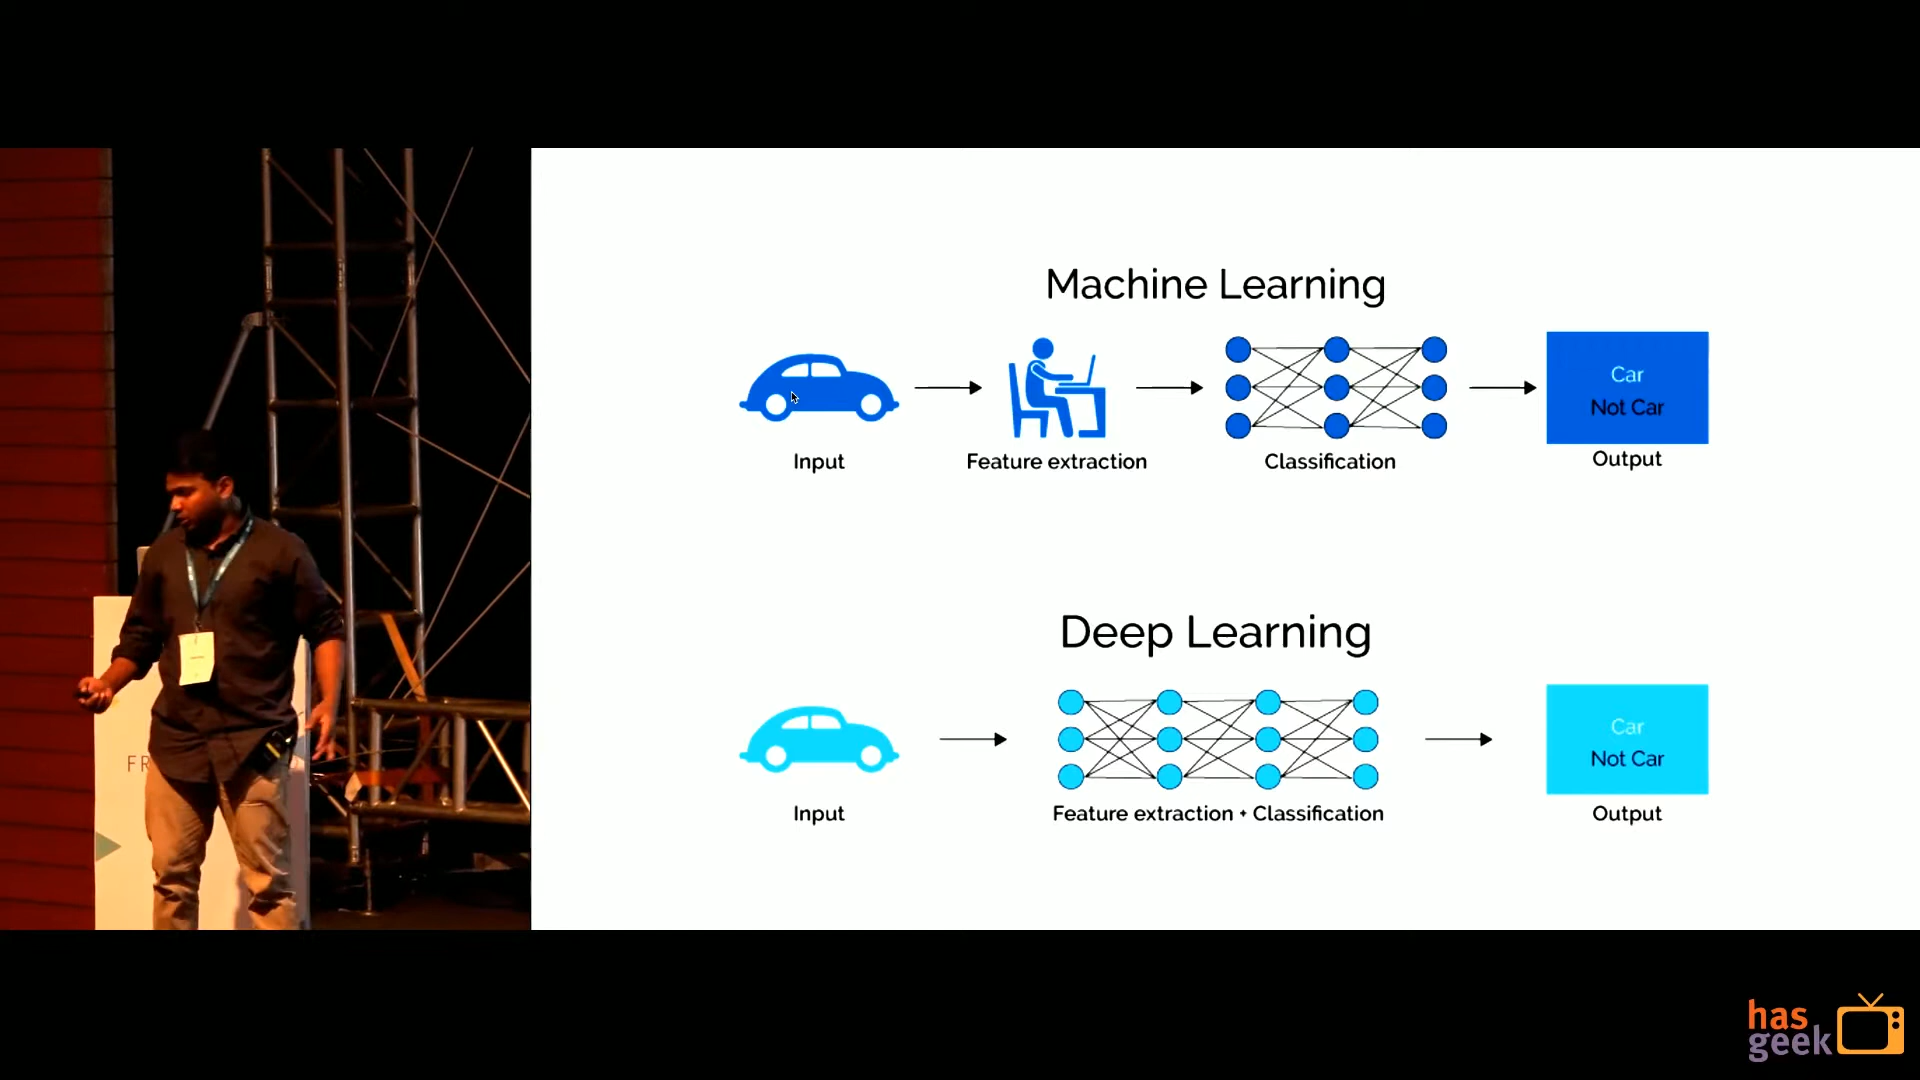 Machine Learning
Car
Not Car
Input
Feature extraction
Classification
Output
Deep Learning
Car
Not Car
Input
Feature extraction + Classification
Output
FR
has
geek